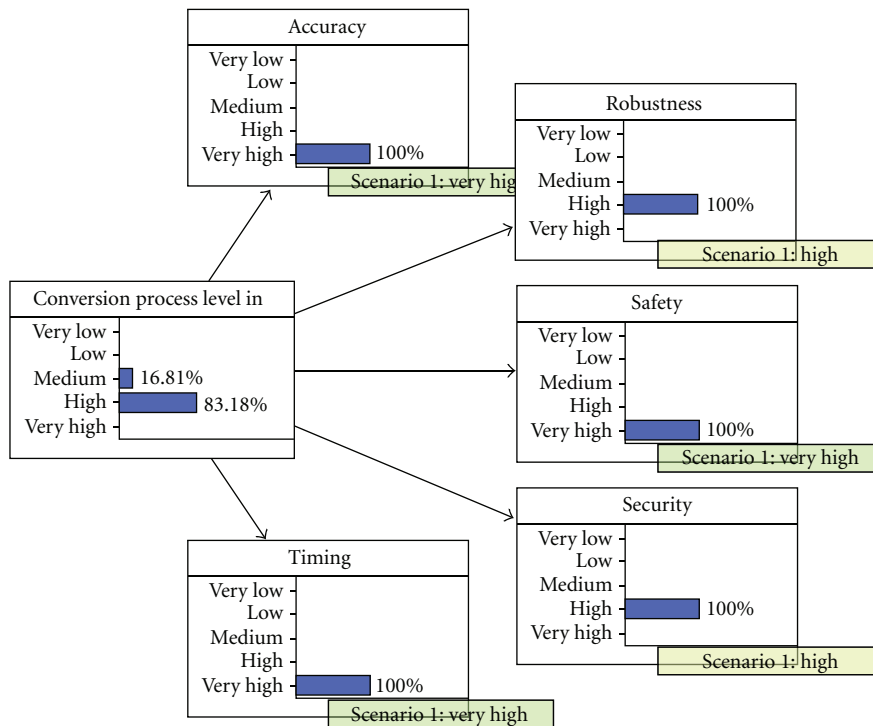 Accuracy
Very low
Low
Medium
High
Very high
100%
Scenario 1: very hig
Robustness
Very low
Low
Medium
High
Very high
100%
Scenario 1: high
Conversion process level in
Very low
Low
Medium
High
Very high
16.81%
83.18%
Safety
Very low
Low
Medium
High
Very high
100%
Scenario 1: very high
Security
Very low
Low
Medium
High
Very high
100%
Scenario 1: high
Timing
Very low
Low
Medium
High
Very high
100%
Scenario 1: very high